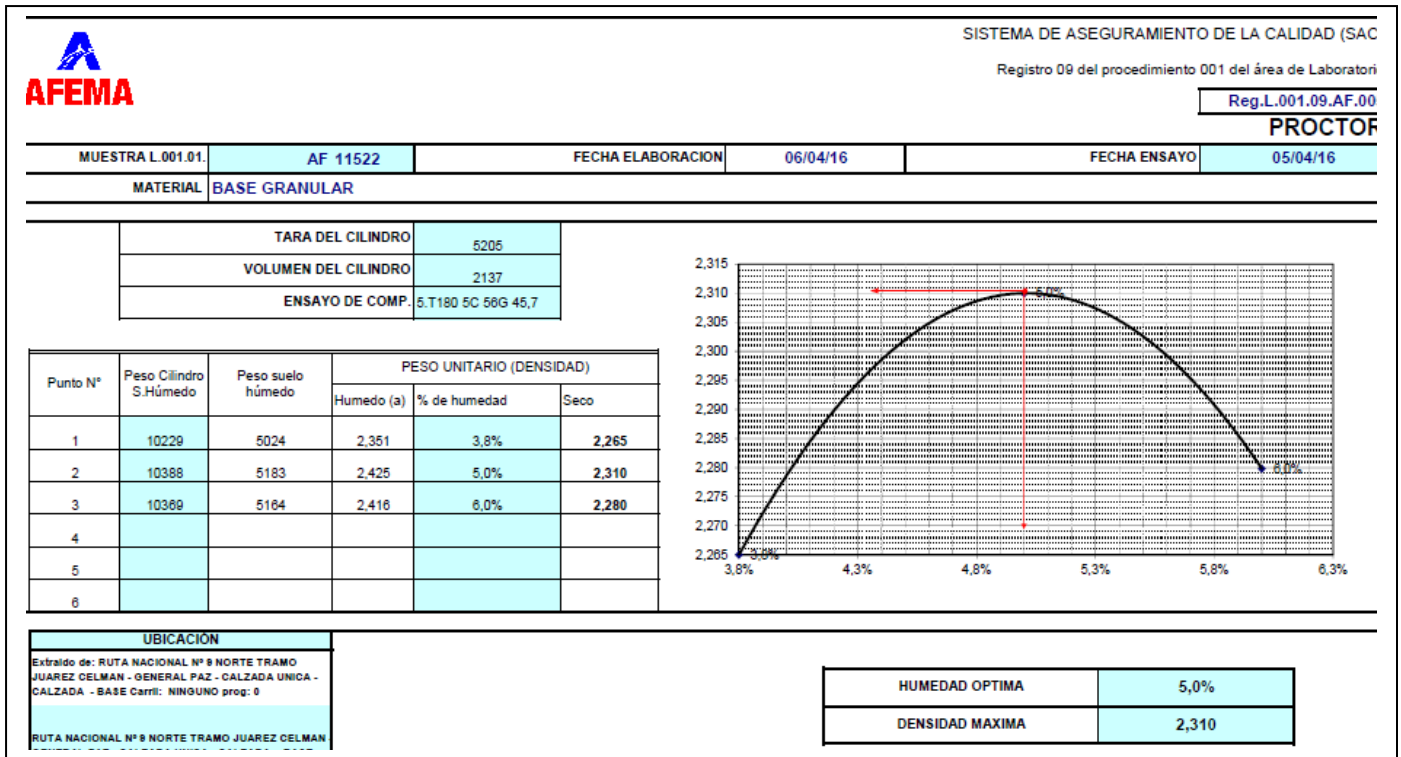 SISTEMA DE ASEGURAMIENTO DE LA CALIDAD (SAC
Registro 09 del procedimiento 001 del área de Laboratori
AFEMA
Reg.L.001.09.AF.00
PROCTOR
MUESTRA L.001.01. AF 11522 FECHA ELABORACION 06/04/16 FECHA ENSAYO 05/04/16
MATERIAL BASE GRANULAR
TARA DEL CILINDRO 5205
VOLUMEN DEL CILINDRO 2137
ENSAYO DE COMP. 5.T180 5C 56G 45,7
Punto N° Peso Cilindro S.Húmedo Peso suelo húmedo PESO UNITARIO (DENSIDAD)
Humedo (a) % de humedad Seco
1 10229 5024 2,351 3,8% 2,265
2 10388 5183 2,425 5,0% 2,310
3 10369 5164 2,416 6,0% 2,280
4
5
6
2,315
2,310
2,305
2,300
2,295
2,290
2,285
2,280
2,275
2,270
2,265
5,0%
6,0%
3,8%
3,8% 4,3% 4,8% 5,3% 5,8% 6,3%
UBICACIÓN
Extraído de: RUTA NACIONAL Nº 9 NORTE TRAMO
JUAREZ CELMAN - GENERAL PAZ - CALZADA UNICA -
CALZADA - BASE Carril: NINGUNO prog: 0
RUTA NACIONAL Nº 9 NORTE TRAMO JUAREZ CELMAN
HUMEDAD OPTIMA 5,0%
DENSIDAD MAXIMA 2,310